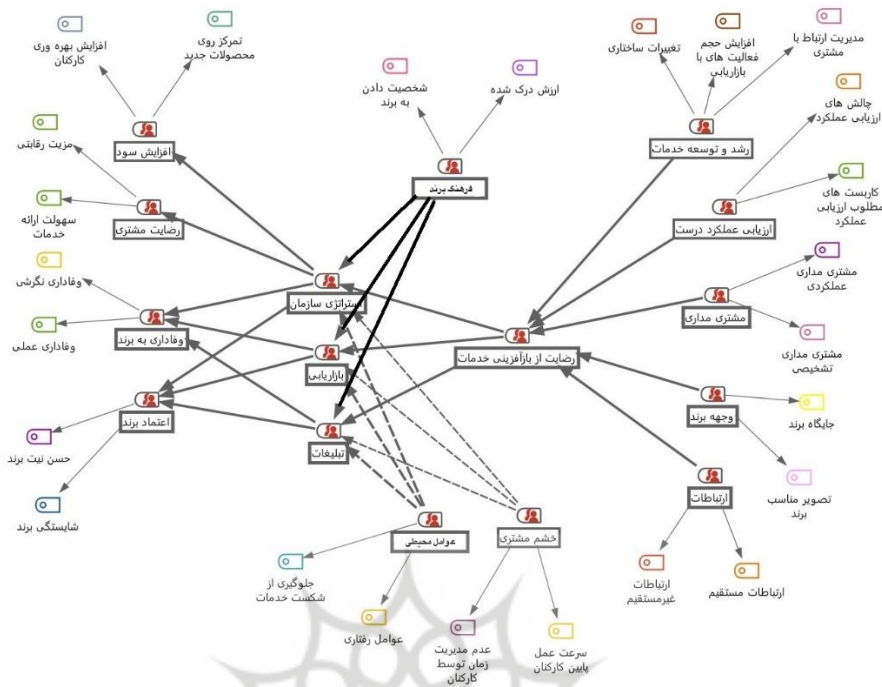 افزایش بهره وری
کارکنان
تمرکز روی
محصولات جدید
شخصیت دادن
به برند
ارزش درک شده
تغییرات ساختاری
افزایش حجم
فعالیت های با
بازاریابی
مدیریت ارتباط با
مشتری
چالش های
ارزیابی عملکرد
مزیت رقابتی
افزایش سود
فرهنگ برند
رشد و توسعه خدمات
کاربست های
مطلوب ارزیابی
عملکرد
سهولت ارائه
خدمات
رضایت مشتری
ارزیابی عملکرد درست
مشتری مداری
عملکردی
وفاداری نگرشی
استراتژی سازمان
مشتری مداری
وفاداری به برند
وفاداری عملی
بازاریابی
رضایت از بازآفرینی خدمات
مشتری مداری
تشخیصی
اعتماد برند
وجهه برند
جایگاه برند
حسن نیت برند
تبلیغات
تصویر مناسب
برند
ارتباطات
شایستگی برند
عوامل محیطی
خشم مشتری
جلوگیری از
شکست خدمات
عوامل رفتاری
عدم مدیریت
زمان توسط
کارکنان
سرعت عمل
پایین کارکنان
ارتباطات
غیرمستقیم
ارتباطات مستقیم